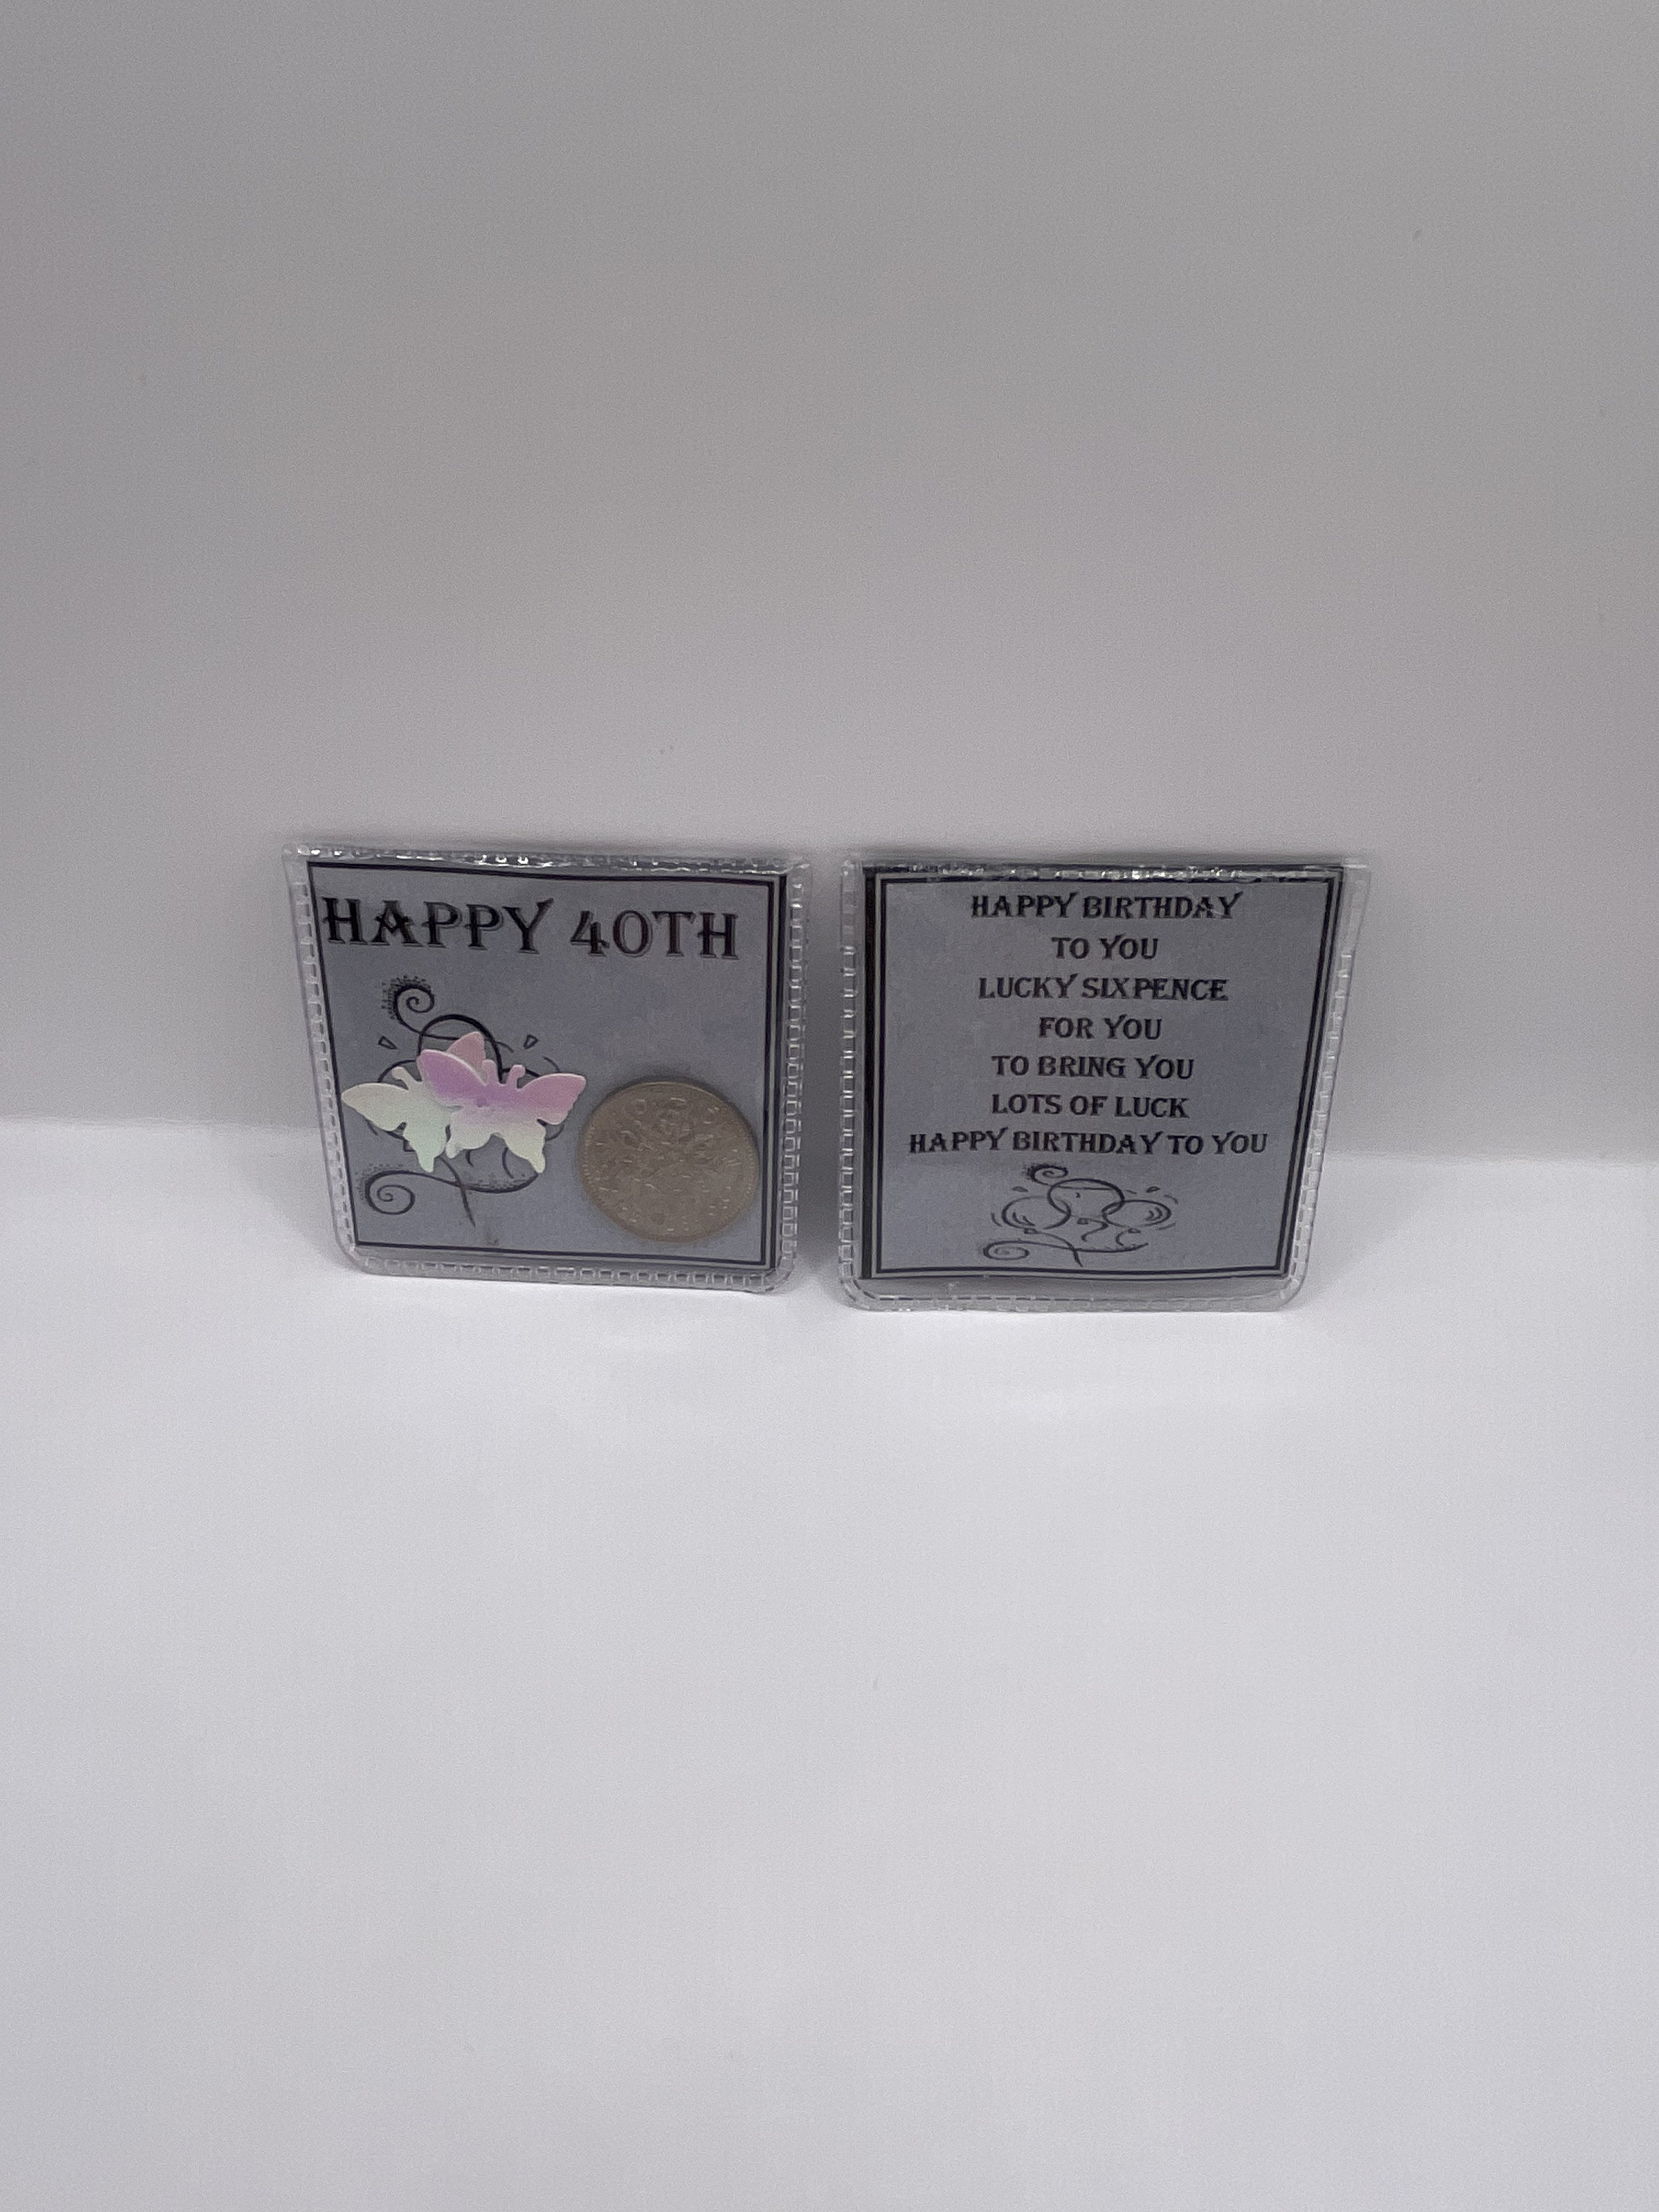 HAPPY 40TH
HAPPY BIRTHDAY
TO YOU
LUCKY SIXPENCE
FOR YOU
TO BRING YOU
LOTS OF LUCK
HAPPY BIRTHDAY TO YOU